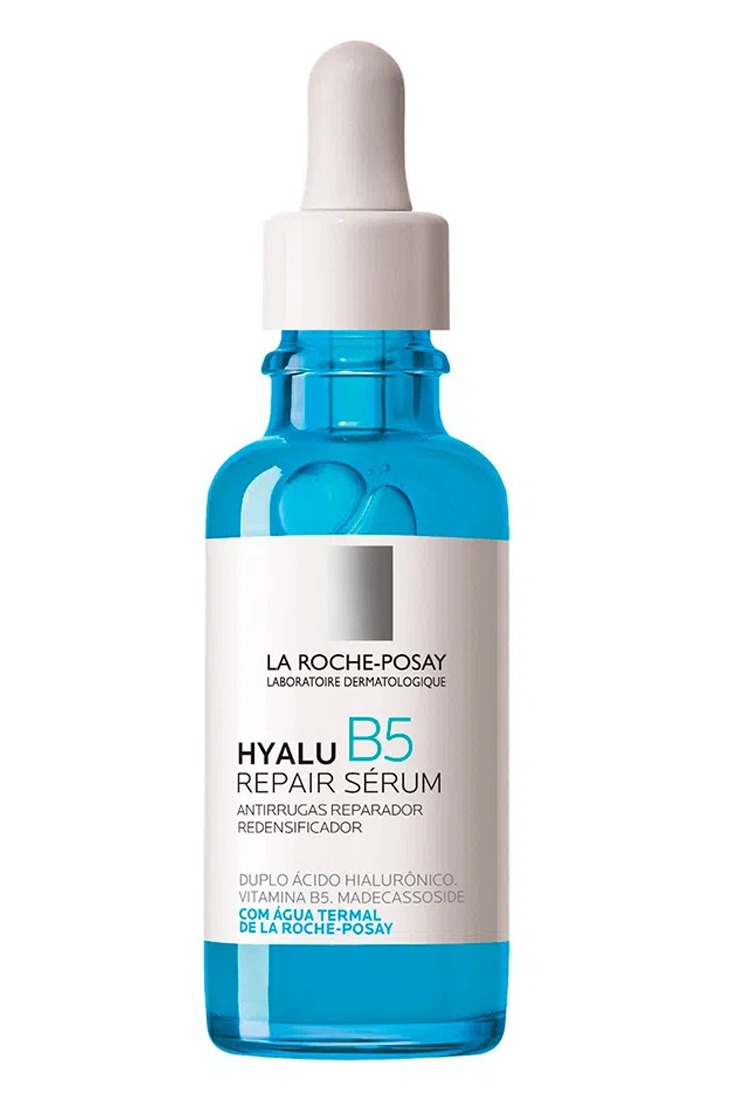 LA ROCHE-POSAY
LABORATOIRE DERMATOLOGIQUE
HYALU B5
REPAIR SÉRUM
ANTIRRUGAS REPARADOR
REDENSIFICADOR
DUPLO ÁCIDO HIALURÔNICO.
VITAMINA B5. MADECASSOSIDE
COM ÁGUA TERMAL
DE LA ROCHE-POSAY